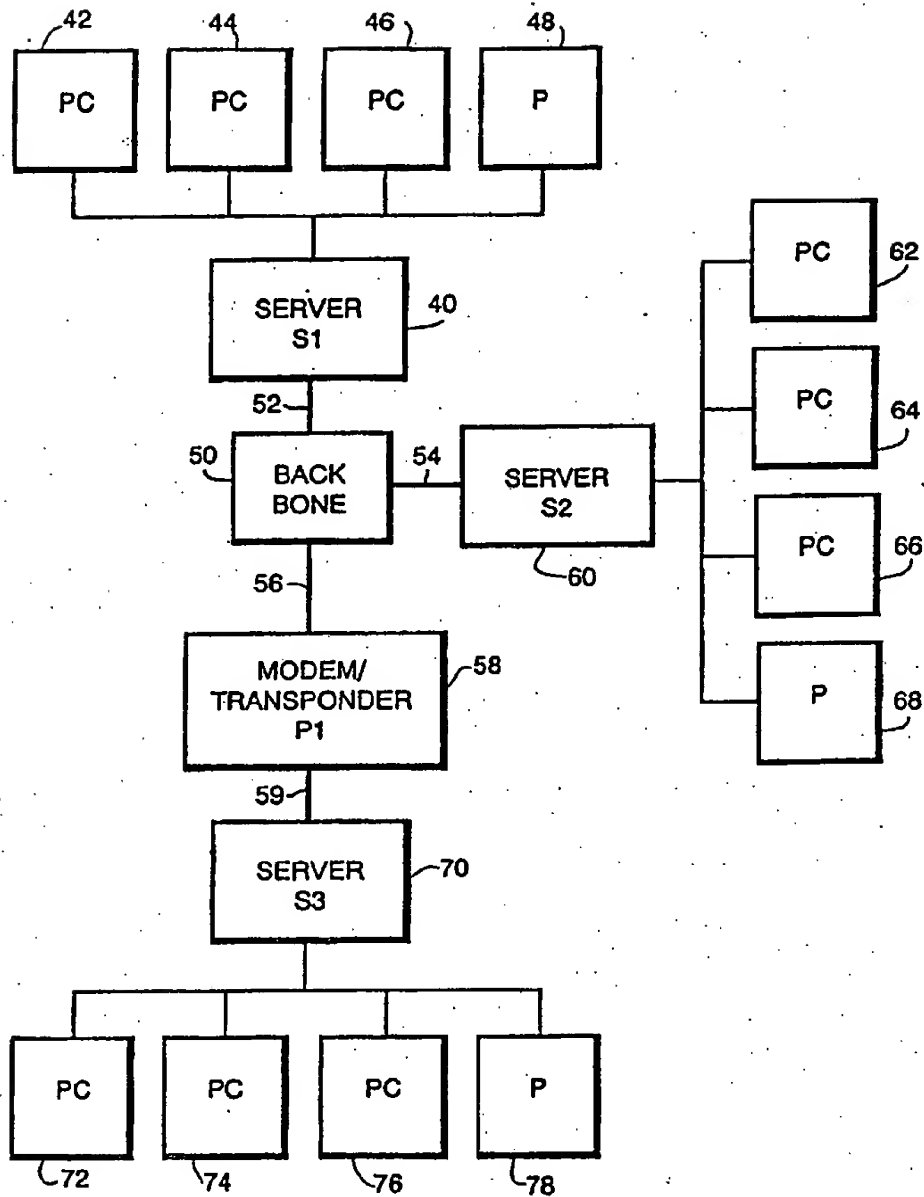 42
44
46
48
PC
PC
PC
P
SERVER
S1
40
52
50
BACK
BONE
54
SERVER
S2
60
PC
62
PC
64
PC
66
P
68
56
MODEM/
TRANSPONDER
P1
58
59
SERVER
S3
70
PC
PC
PC
P
72
74
76
78